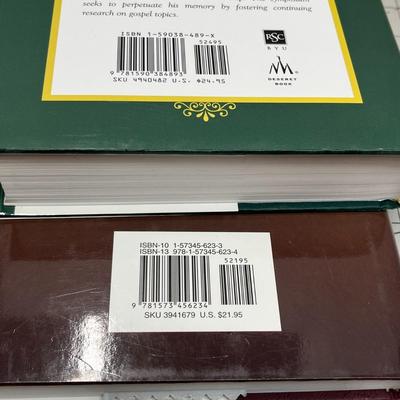 seeks to perpetuate his memory by fostering continuing
research on gospel topics.
ISBN 1-59038-489-X
52495
9 781590 384893
SKU 4940482 U.S. $24.95
RSC
BYU
DESERET
BOOK
ISBN-10 1-57345-623-3
ISBN-13 978-1-57345-623-4
52195
9 781573 456234
SKU 3941679 U.S. $21.95